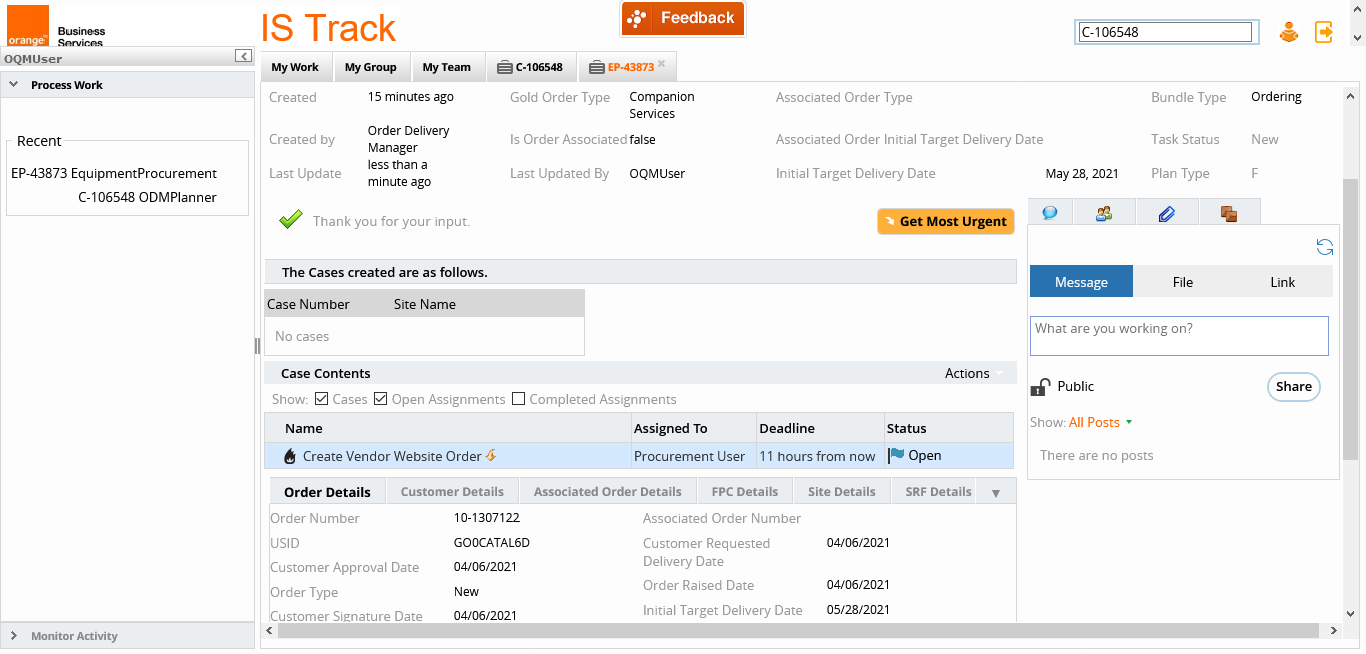 orange™
Business
Services
IS Track
Feedback
C-106548
OQMUser
Process Work
Recent
EP-43873 EquipmentProcurement
C-106548 ODMPlanner
Monitor Activity
My Work
My Group
My Team
C-106548
EP-43873
Created 15 minutes ago Gold Order Type Companion Services Associated Order Type Bundle Type Ordering
Created by Order Delivery Manager Is Order Associated false Associated Order Initial Target Delivery Date Task Status New
Last Update less than a minute ago Last Updated By OQMUser Initial Target Delivery Date May 28, 2021 Plan Type F
Thank you for your input.
Get Most Urgent
The Cases created are as follows.
Case Number Site Name
No cases
Case Contents Actions
Show: Cases Open Assignments Completed Assignments
Name Assigned To Deadline Status
Create Vendor Website Order Procurement User 11 hours from now Open
Order Details Customer Details Associated Order Details FPC Details Site Details SRF Details
Order Number 10-1307122 Associated Order Number
USID GO0CATAL6D Customer Requested Delivery Date 04/06/2021
Customer Approval Date 04/06/2021 Order Raised Date 04/06/2021
Order Type New Initial Target Delivery Date 05/28/2021
Customer Signature Date 04/06/2021
Message File Link
What are you working on?
Public Share
Show: All Posts
There are no posts